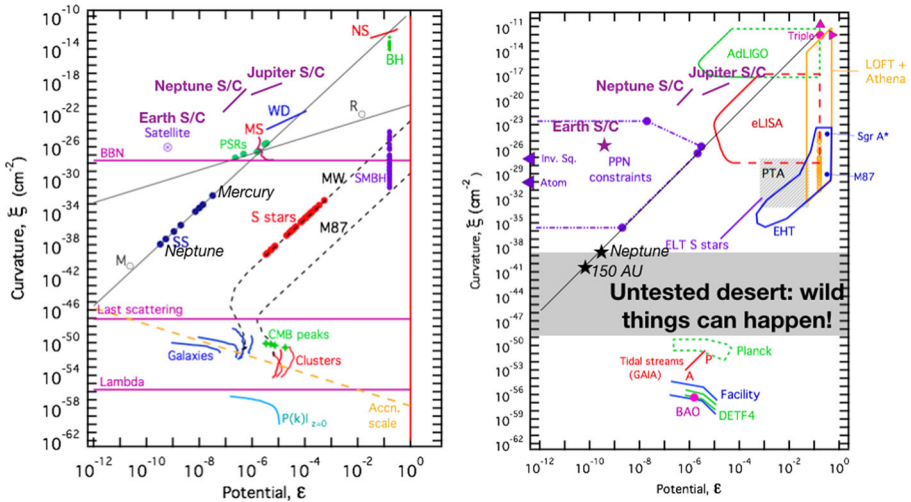 10^-14
10^-18
10^-22
10^-26
10^-30
10^-34
10^-38
10^-42
10^-46
10^-50
10^-54
10^-58
10^-62
Curvature, ξ (cm^-2)
NS
BH
Jupiter S/C
Neptune S/C
Earth S/C
Satellite
WD
R
MS
PSRs
BBN
MW
SMBH
Mercury
S stars
M87
SS
Neptune
M
Last scattering
CMB peaks
Galaxies
Clusters
Lambda
Accn.
scale
P(k)| z=0
10^-12
10^-10
10^-8
10^-6
10^-4
10^-2
10^0
Potential, ε
10^-11
10^-14
10^-17
10^-20
10^-23
10^-26
10^-29
10^-32
10^-35
10^-38
10^-41
10^-44
10^-47
10^-50
10^-53
10^-56
10^-59
10^-62
Curvature, ξ (cm^-2)
Triple
AdLIGO
LOFT +
Athena
Jupiter S/C
Neptune S/C
Earth S/C
eLISA
Sgr A*
Inv. Sq.
PPN
constraints
PTA
M87
Atom
EHT
ELT S stars
Neptune
150 AU
Untested desert: wild
things can happen!
Planck
Tidal streams
(GAIA)
P
A
Facility
BAO
DETF4
10^-12
10^-10
10^-8
10^-6
10^-4
10^-2
10^0
Potential, ε